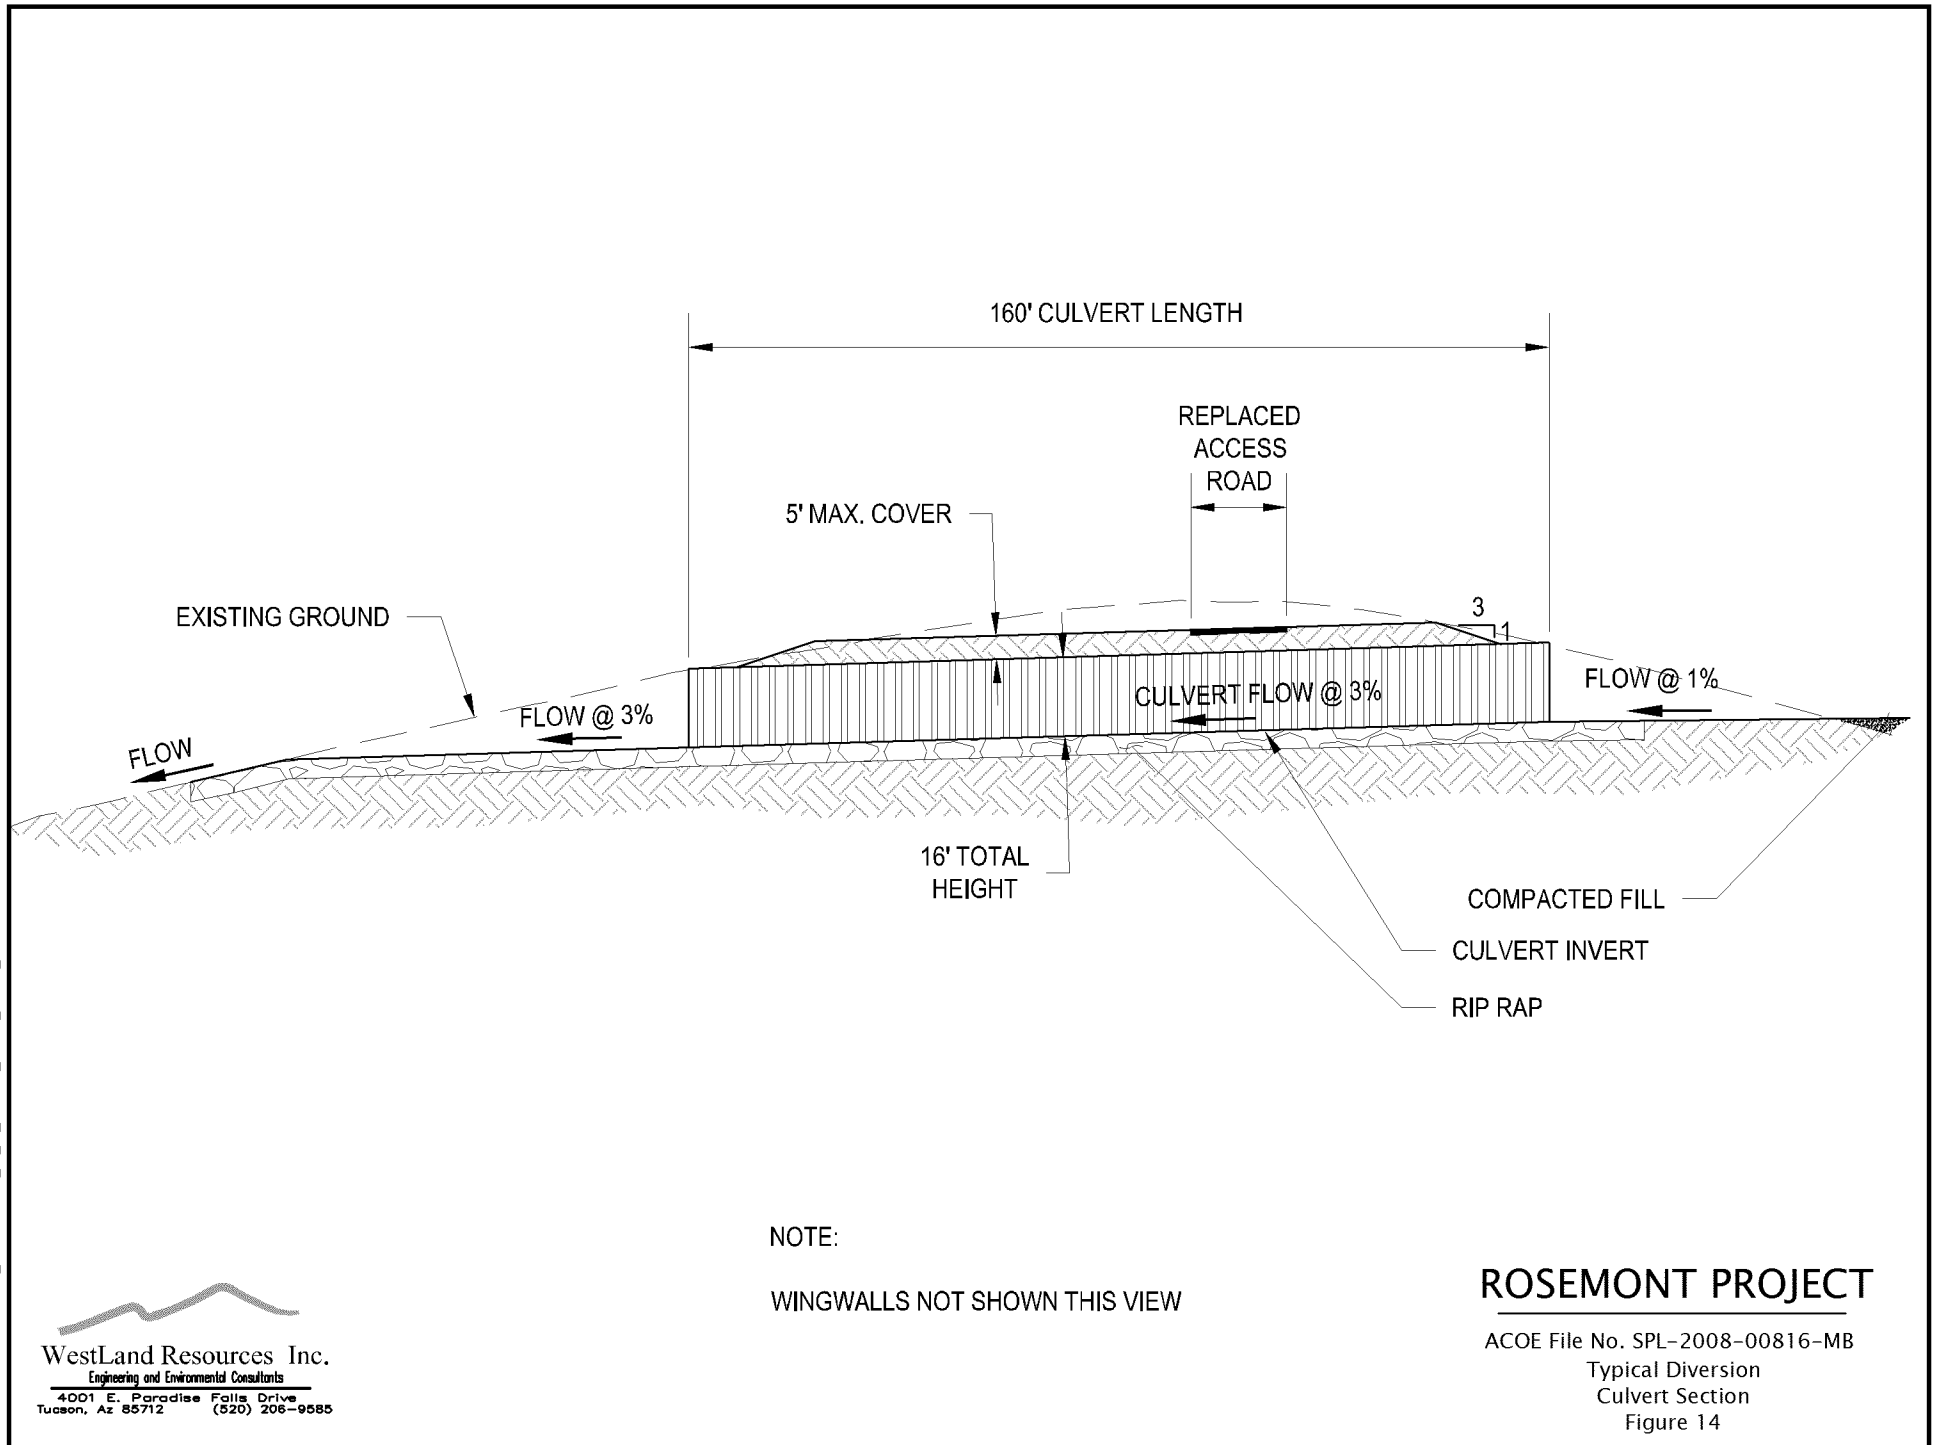 160' CULVERT LENGTH
REPLACED
ACCESS
ROAD
5' MAX. COVER
EXISTING GROUND
3
1
FLOW @ 1%
CULVERT FLOW @ 3%
FLOW @ 3%
FLOW
16' TOTAL
HEIGHT
COMPACTED FILL
CULVERT INVERT
RIP RAP
NOTE:
WINGWALLS NOT SHOWN THIS VIEW
WestLand Resources Inc.
Engineering and Environmental Consultants
4001 E. Paradise Falls Drive
Tucson, Az 85712 (520) 206-9585
ROSEMONT PROJECT
ACOE File No. SPL-2008-00816-MB
Typical Diversion
Culvert Section
Figure 14